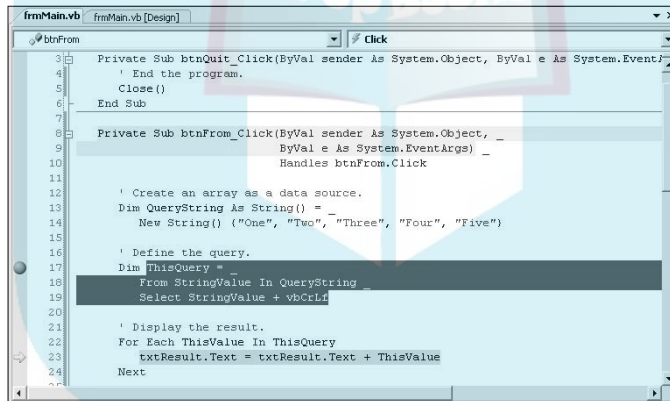 frmMain.vb frmMain.vb [Design]
btnFrom Click
3 Private Sub btnQuit_Click(ByVal sender As System.Object, ByVal e As System.EventA
4 ' End the program.
5 Close()
6 End Sub
7
8 Private Sub btnFrom_Click(ByVal sender As System.Object, _
9 ByVal e As System.EventArgs) _
10 Handles btnFrom.Click
11
12 ' Create an array as a data source.
13 Dim QueryString As String() = _
14 New String() {"One", "Two", "Three", "Four", "Five"}
15
16 ' Define the query.
17 Dim ThisQuery = _
18 From StringValue In QueryString _
19 Select StringValue + vbCrLf
20
21 ' Display the result.
22 For Each ThisValue In ThisQuery
23 txtResult.Text = txtResult.Text + ThisValue
24 Next